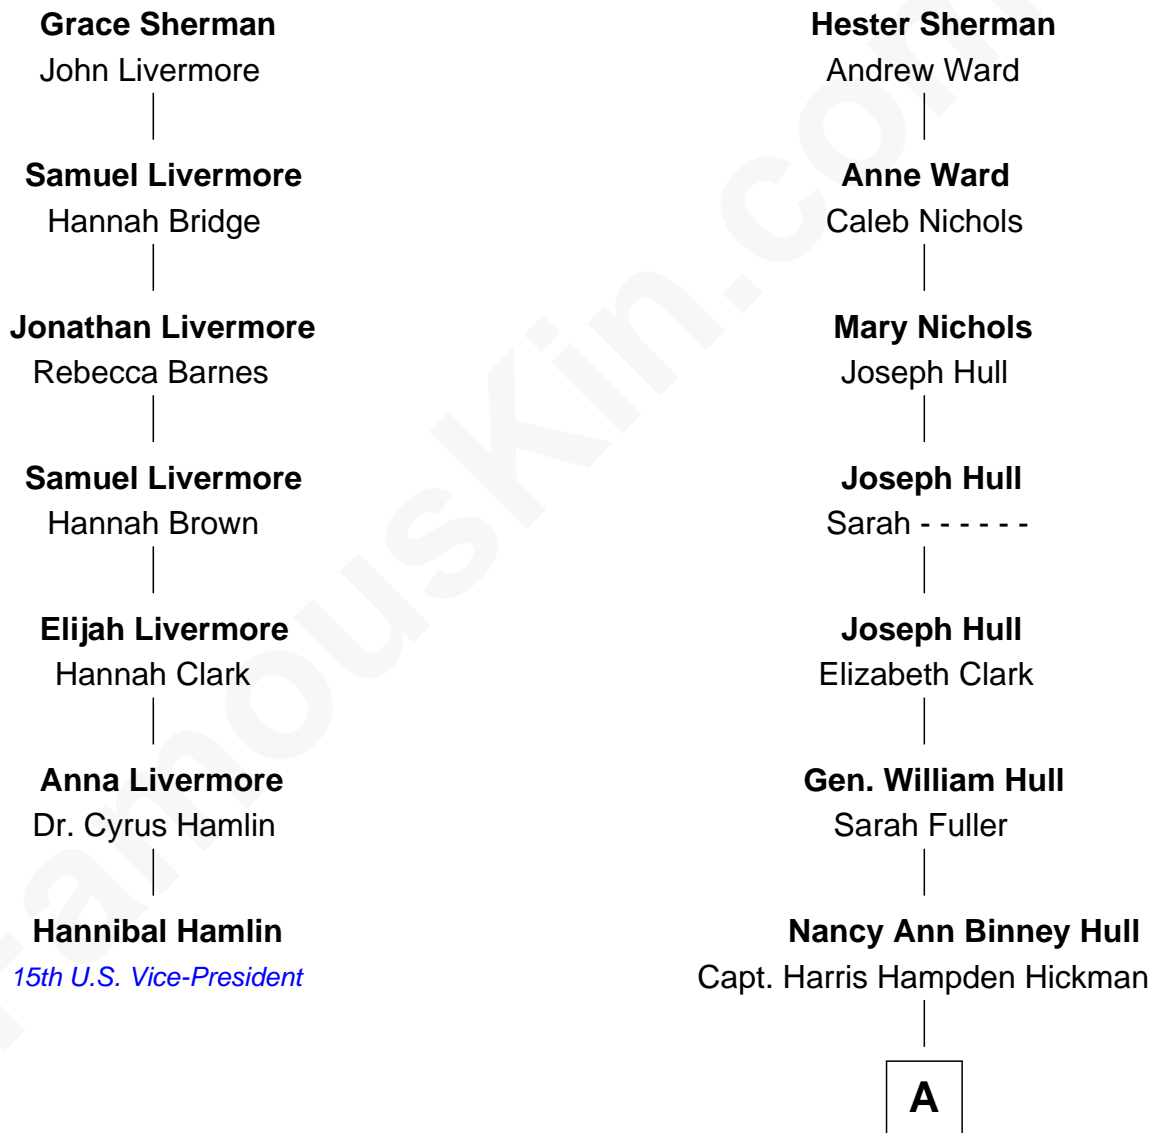 Grace Sherman
John Livermore
Samuel Livermore
Hannah Bridge
Jonathan Livermore
Rebecca Barnes
Samuel Livermore
Hannah Brown
Elijah Livermore
Hannah Clark
Anna Livermore
Dr. Cyrus Hamlin
Hannibal Hamlin
15th U.S. Vice-President
Hester Sherman
Andrew Ward
Anne Ward
Caleb Nichols
Mary Nichols
Joseph Hull
Joseph Hull
Sarah - - - - - -
Joseph Hull
Elizabeth Clark
Gen. William Hull
Sarah Fuller
Nancy Ann Binney Hull
Capt. Harris Hampden Hickman
A
FamousKin.com